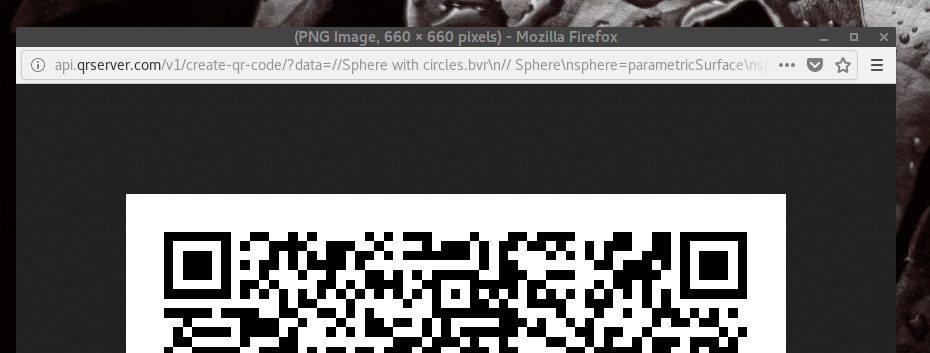 (PNG Image, 660 × 660 pixels) - Mozilla Firefox
api.qrserver.com/v1/create-qr-code/?data=//Sphere with circles.bvr\n// Sphere\nsphere=parametricSurface\nsp